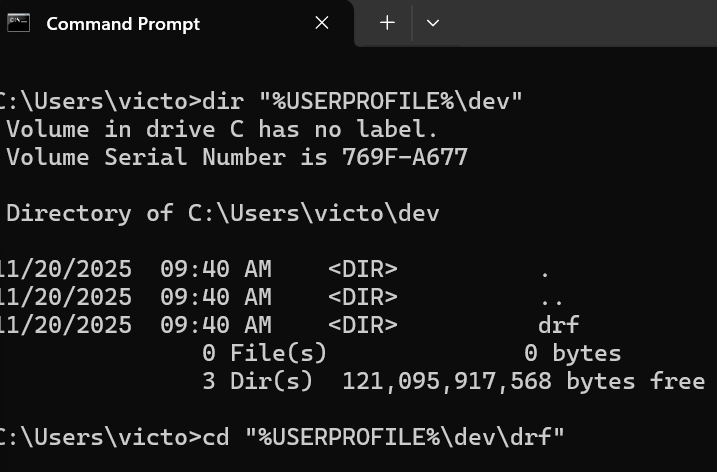 Command Prompt
C:\Users\victo>dir "%USERPROFILE%\dev"
Volume in drive C has no label.
Volume Serial Number is 769F-A677
Directory of C:\Users\victo\dev
11/20/2025  09:40 AM    <DIR>          .
11/20/2025  09:40 AM    <DIR>          ..
11/20/2025  09:40 AM    <DIR>          drf
0 File(s)              0 bytes
3 Dir(s)  121,095,917,568 bytes free
C:\Users\victo>cd "%USERPROFILE%\dev\drf"